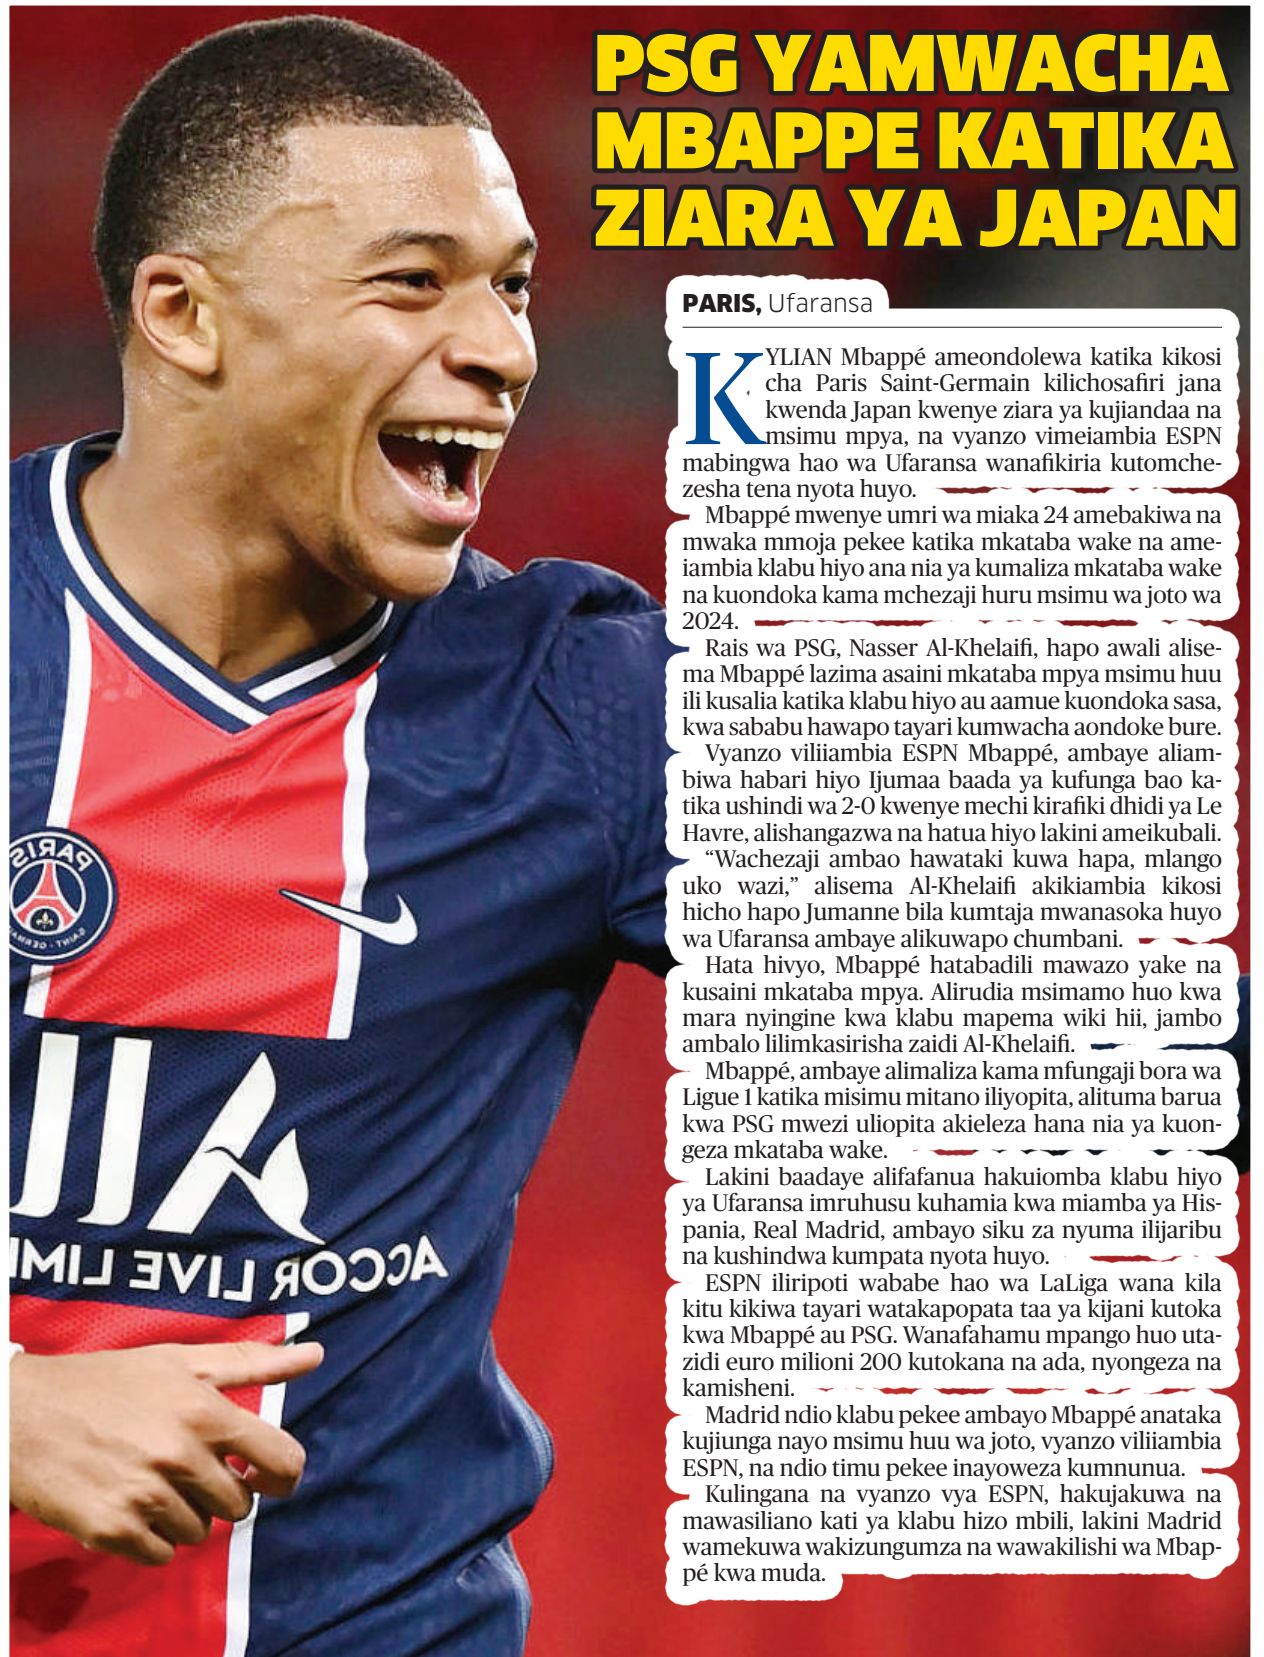 PSG YAMWACHA
MBAPPE KATIKA
ZIARA YA JAPAN
PARIS, Ufaransa
KYLIAN Mbappé ameondolewa katika kikosi
cha Paris Saint-Germain kilichosafiri jana
kwenda Japan kwenye ziara ya kujiandaa na
msimu mpya, na vyanzo vimeiambia ESPN
mabingwa hao wa Ufaransa wanafikiria kutomche-
zesha tena nyota huyo.
Mbappé mwenye umri wa miaka 24 amebakiwa na
mwaka mmoja pekee katika mkataba wake na ame-
iambia klabu hiyo ana nia ya kumaliza mkataba wake
na kuondoka kama mchezaji huru msimu wa joto wa
2024.
Rais wa PSG, Nasser Al-Khelaifi, hapo awali alise-
ma Mbappé lazima asaini mkataba mpya msimu huu
ili kusalia katika klabu hiyo au aamue kuondoka sasa,
kwa sababu hawapo tayari kumwacha aondoke bure.
Vyanzo viliiambia ESPN Mbappé, ambaye aliam-
biwa habari hiyo Ijumaa baada ya kufunga bao ka-
tika ushindi wa 2-0 kwenye mechi kirafiki dhidi ya Le
Havre, alishangazwa na hatua hiyo lakini ameikubali.
“Wachezaji ambao hawataki kuwa hapa, mlango
uko wazi,” alisema Al-Khelaifi akikiambia kikosi
hicho hapo Jumanne bila kumtaja mwanasoka huyo
wa Ufaransa ambaye alikuwapo chumbani.
Hata hivyo, Mbappé hatabadili mawazo yake na
kusaini mkataba mpya. Alirudia msimamo huo kwa
mara nyingine kwa klabu mapema wiki hii, jambo
ambalo lilimkasirisha zaidi Al-Khelaifi.
Mbappé, ambaye alimaliza kama mfungaji bora wa
Ligue 1 katika misimu mitano iliyopita, alituma barua
kwa PSG mwezi uliopita akieleza hana nia ya kuon-
geza mkataba wake.
Lakini baadaye alifafanua hakuiomba klabu hiyo
ya Ufaransa imruhusu kuhamia kwa miamba ya His-
pania, Real Madrid, ambayo siku za nyuma ilijaribu
na kushindwa kumpata nyota huyo.
ESPN iliripoti wababe hao wa LaLiga wana kila
kitu kikiwa tayari watakapopata taa ya kijani kutoka
kwa Mbappé au PSG. Wanafahamu mpango huo uta-
zidi euro milioni 200 kutokana na ada, nyongeza na
kamisheni.
Madrid ndio klabu pekee ambayo Mbappé anataka
kujiunga nayo msimu huu wa joto, vyanzo viliiambia
ESPN, na ndio timu pekee inayoweza kumnunua.
Kulingana na vyanzo vya ESPN, hakujakuwa na
mawasiliano kati ya klabu hizo mbili, lakini Madrid
wamekuwa wakizungumza na wawakilishi wa Mbap-
pé kwa muda.
PARIS
SAINT-GERMAIN
ALL
ACCOR LIVE LIMI